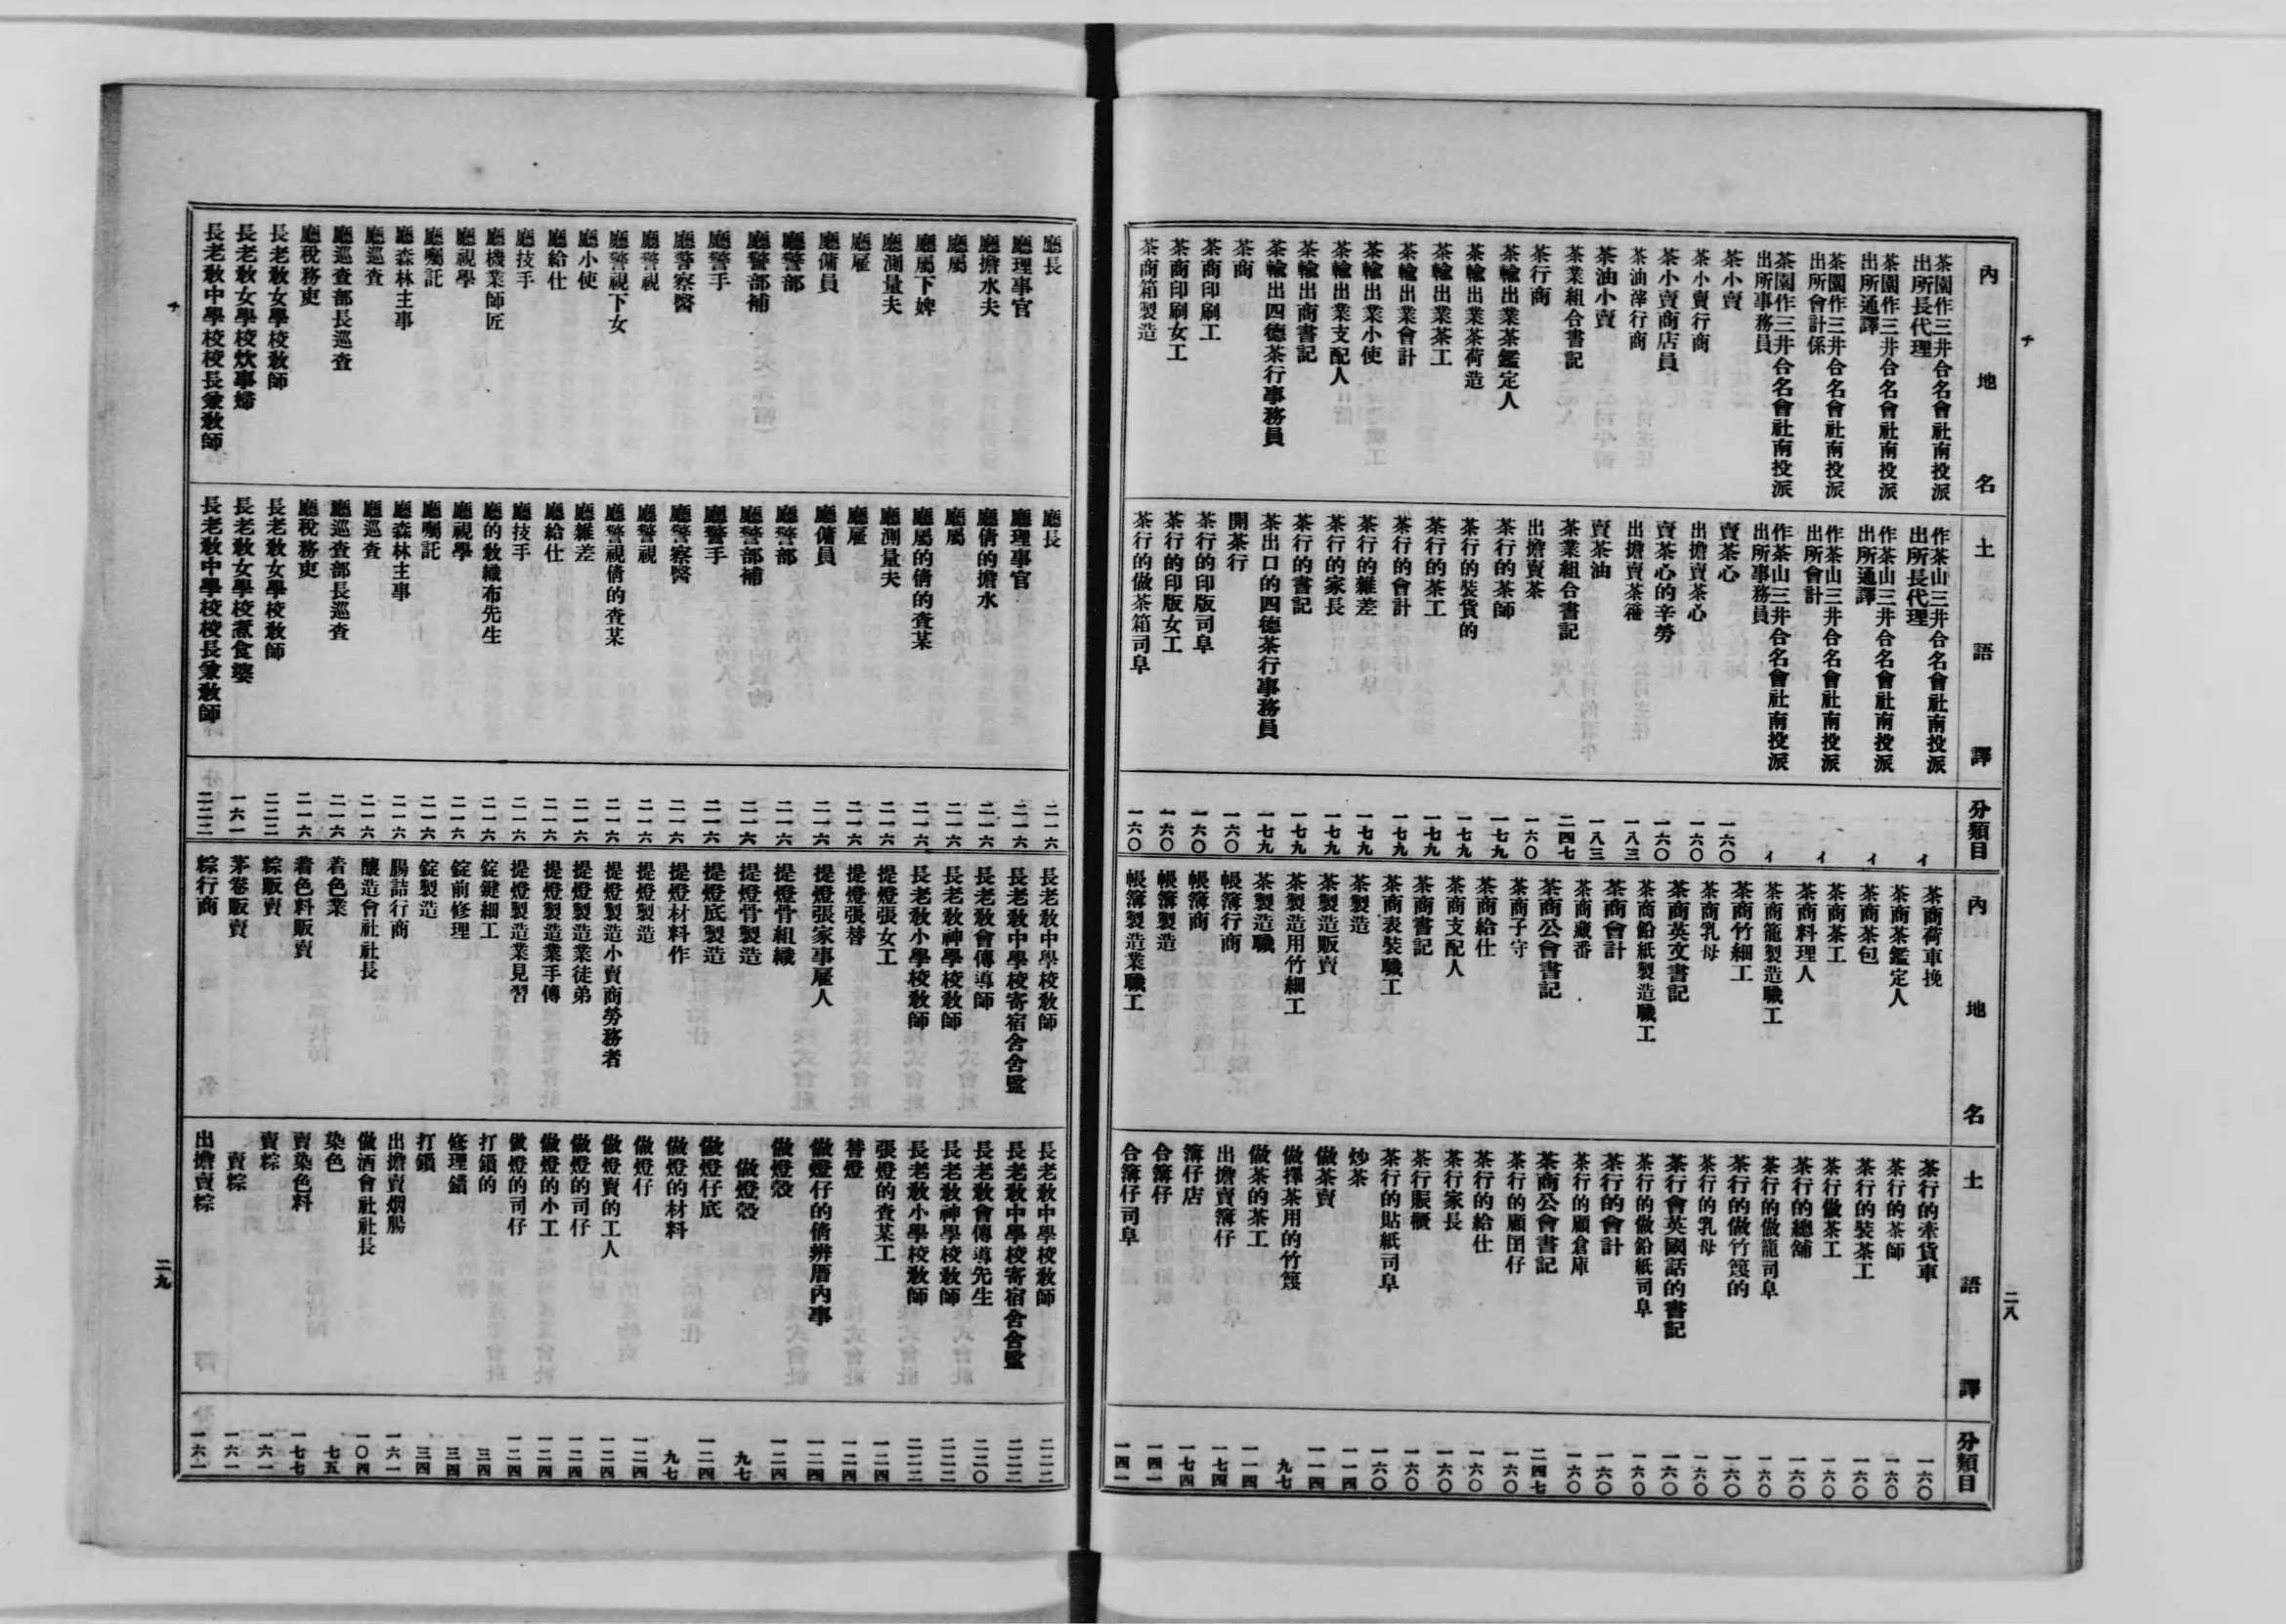 チ
內地名 土語譯 分類目
茶園作三井合名會社南投派 作茶山三井合名會社南投派
出所長代理 出所長代理 イ
茶園作三井合名會社南投派 作茶山三井合名會社南投派
出所通譯 出所通譯 イ
茶園作三井合名會社南投派 作茶山三井合名會社南投派
出所會計係 出所會計 イ
茶園作三井合名會社南投派 作茶山三井合名會社南投派
出所事務員 出所事務員 イ
茶小賣 賣茶心 一六〇
茶小賣行商 出擔賣茶心 一六〇
茶小賣商店員 賣茶心的辛勞 一六〇
茶油滓行商 出擔賣茶箍 一八三
茶油小賣 賣茶油 一八三
茶業組合書記 茶業組合書記 二四七
茶行商 出擔賣茶 一六〇
茶輸出業茶鑑定人 茶行的茶師 一七九
茶輸出業茶荷造 茶行的裝貨的 一七九
茶輸出業茶工 茶行的茶工 一七九
茶輸出業會計 茶行的會計 一七九
茶輸出業小使 茶行的雜差 一七九
茶輸出業支配人 茶行的家長 一七九
茶輸出商書記 茶行的書記 一七九
茶輸出四德茶行事務員 茶出口的四德茶行事務員 一七九
茶商 開茶行 一六〇
茶商印刷工 茶行的印版司阜 一六〇
茶商印刷女工 茶行的印版女工 一六〇
茶商箱製造 茶行的做茶箱司阜 一六〇
內地名 土語譯 分類目
茶商荷車挽 茶行的牽貨車 一六〇
茶商茶鑑定人 茶行的茶師 一六〇
茶商茶包 茶行的裝茶工 一六〇
茶商茶工 茶行做茶工 一六〇
茶商料理人 茶行的總舖 一六〇
茶商籠製造職工 茶行的做籠司阜 一六〇
茶商竹細工 茶行的做竹篾的 一六〇
茶商乳母 茶行的乳母 一六〇
茶商英文書記 茶行會英國話的書記 一六〇
茶商鉛紙製造職工 茶行的做鉛紙司阜 一六〇
茶商會計 茶行的會計 一六〇
茶商藏番 茶行的顧倉庫 一六〇
茶商公會書記 茶商公會書記 二四七
茶商子守 茶行的顧囝仔 一六〇
茶商給仕 茶行的給仕 一六〇
茶商支配人 茶行家長 一六〇
茶商書記 茶行賬櫃 一六〇
茶商表裝職工 茶行的貼紙司阜 一六〇
茶製造 炒茶 一一四
茶製造販賣 做茶賣 一一四
茶製造用竹細工 做擇茶用的竹篾 九七
茶製造職 做茶的茶工 一一四
帳簿行商 出擔賣簿仔 一七四
帳簿商 簿仔店 一七四
帳簿製造 合簿仔 一四一
帳簿製造業職工 合簿仔司阜 一四一
二八
廳長 廳長 二一六
廳理事官 廳理事官 二一六
廳擔水夫 廳倩的擔水 二一六
廳屬 廳屬 二一六
廳屬下婢 廳屬的倩的查某 二一六
廳測量夫 廳測量夫 二一六
廳雇 廳雇 二一六
廳傭員 廳傭員 二一六
廳警部 廳警部 二一六
廳警部補 廳警部補 二一六
廳警手 廳警手 二一六
廳警察醫 廳警察醫 二一六
廳警視 廳警視 二一六
廳警視下女 廳警視倩的查某 二一六
廳小使 廳雜差 二一六
廳給仕 廳給仕 二一六
廳技手 廳技手 二一六
廳機業師匠 廳的敎織布先生 二一六
廳視學 廳視學 二一六
廳囑託 廳囑託 二一六
廳森林主事 廳森林主事 二一六
廳巡查 廳巡查 二一六
廳巡查部長巡查 廳巡查部長巡查 二一六
廳稅務吏 廳稅務吏 二一六
長老敎女學校敎師 長老敎女學校敎師 二二二
長老敎女學校炊事婦 長老敎女學校煮食婆 一六一
長老敎中學校校長兼敎師 長老敎中學校校長兼敎師 二二二
長老敎中學校敎師 長老敎中學校敎師 二二二
長老敎中學校寄宿舍舍監 長老敎中學校寄宿舍舍監 二二二
長老敎會傳導師 長老敎會傳導先生 二二〇
長老敎神學校敎師 長老敎神學校敎師 二二二
長老敎小學校敎師 長老敎小學校敎師 二二二
提燈張女工 張燈的查某工 一二四
提燈張替 替燈 一二四
提燈張家事雇人 做燈仔的倩辨厝內事 一二四
提燈骨組織 做燈殼 一二四
提燈骨製造 做燈殼 九七
提燈底製造 做燈仔底 一二四
提燈材料作 做燈的材料 九七
提燈製造 做燈仔 一二四
提燈製造小賣商勞務者 做燈賣的工人 一二四
提燈製造業徒弟 做燈的司仔 一二四
提燈製造業手傳 做燈的小工 一二四
提燈製造業見習 做燈的司仔 一二四
錠鍵細工 打鎖的 三四
錠前修理 修理鎖 三四
錠製造 打鎖 三四
腸詰行商 出擔賣烟腸 一六一
釀造會社社長 做酒會社社長 一〇四
着色業 染色 七五
着色料販賣 賣染色料 一七七
粽販賣 賣粽 一六一
茅卷販賣 賣粽 一六一
粽行商 出擔賣粽 一六一
チ
二九